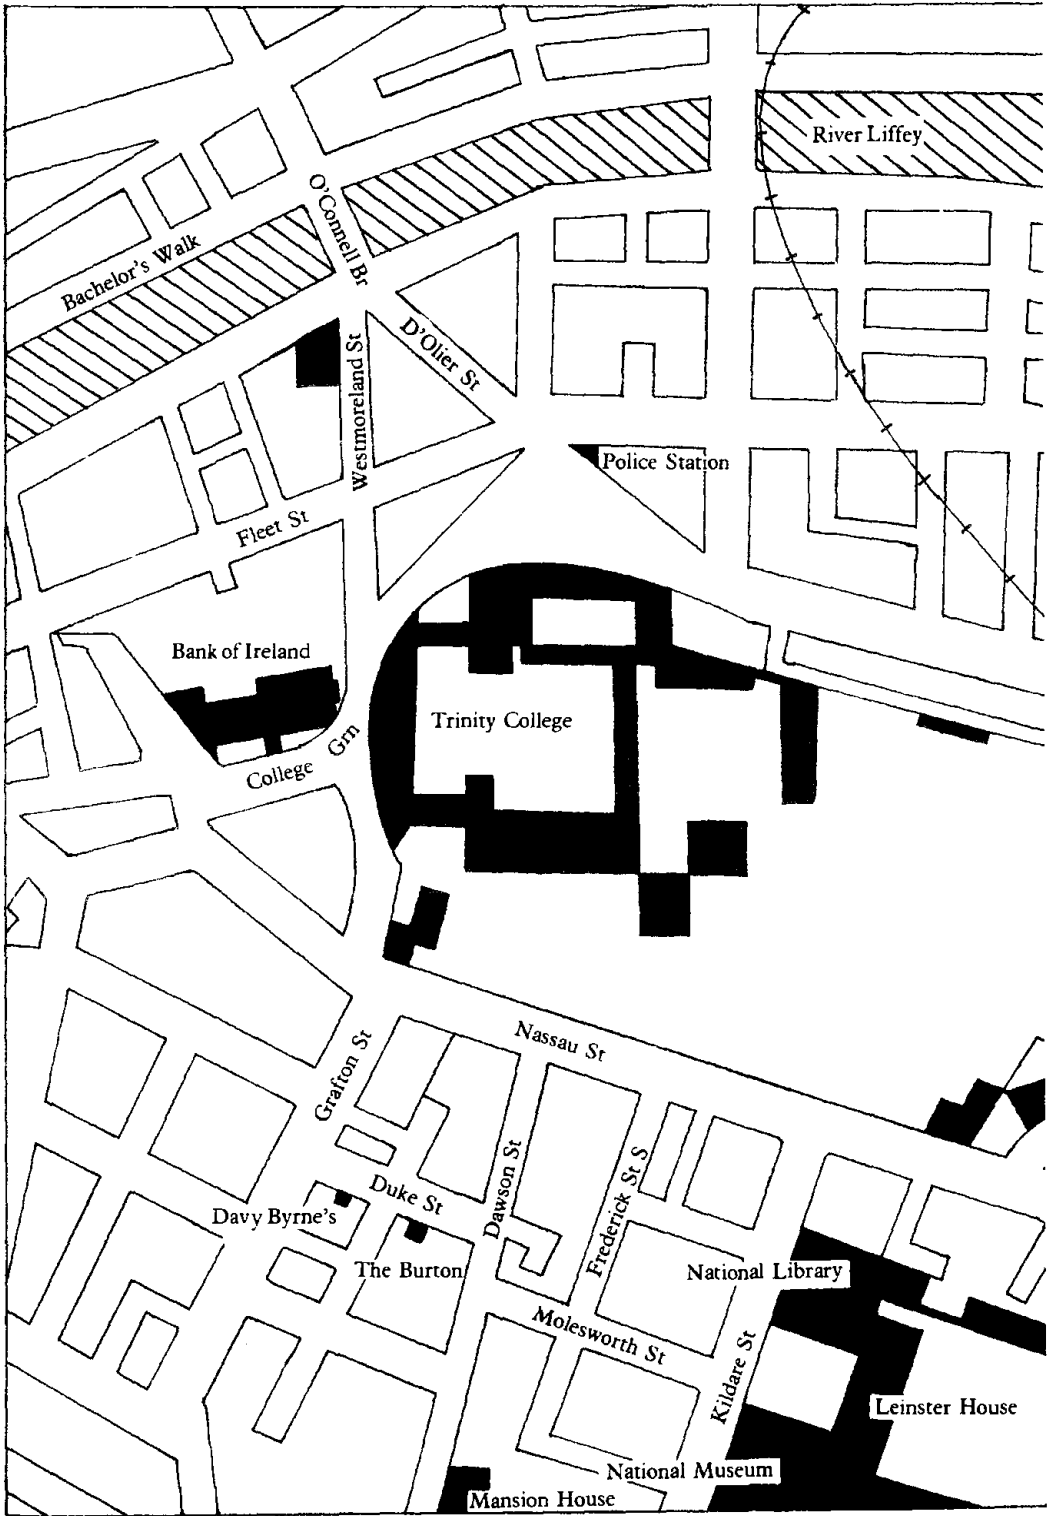 River Liffey
O'Connell Br
Bachelor's Walk
D'Olier St
Westmoreland St
Police Station
Fleet St
Bank of Ireland
Trinity College
College Grn
Nassau St
Grafton St
Duke St
Dawson St
Frederick St S
Davy Byrne's
The Burton
National Library
Molesworth St
Kildare St
Leinster House
National Museum
Mansion House